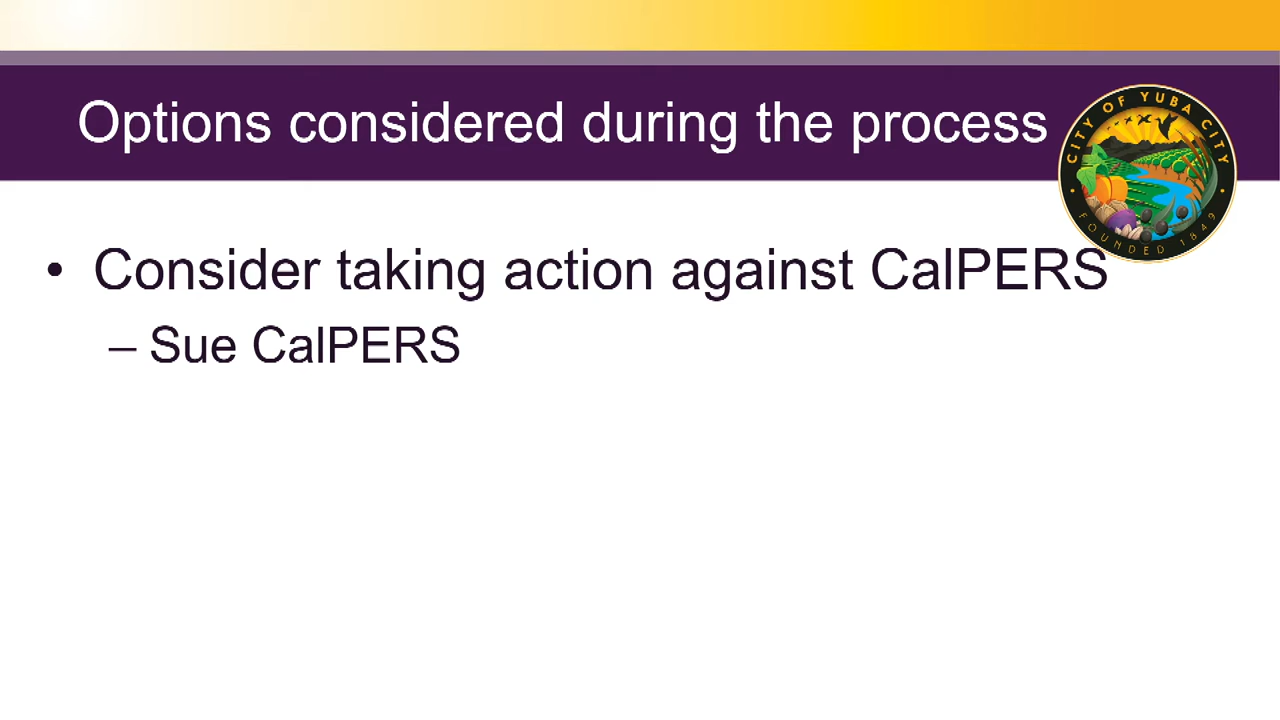 Options considered during the process
CITY OF YUBA CITY
• FOUNDED 1849 •
• Consider taking action against CalPERS
– Sue CalPERS